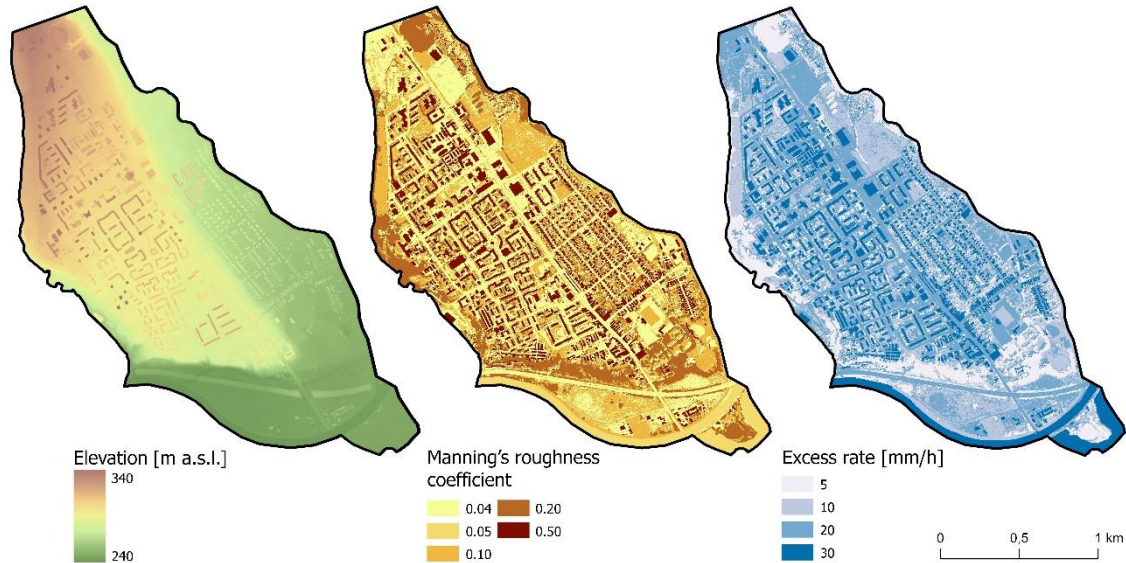 Elevation [m a.s.l.]
340
240
Manning's roughness
coefficient
0.04
0.20
0.05
0.50
0.10
Excess rate [mm/h]
5
10
20
30
0
0,5
1 km